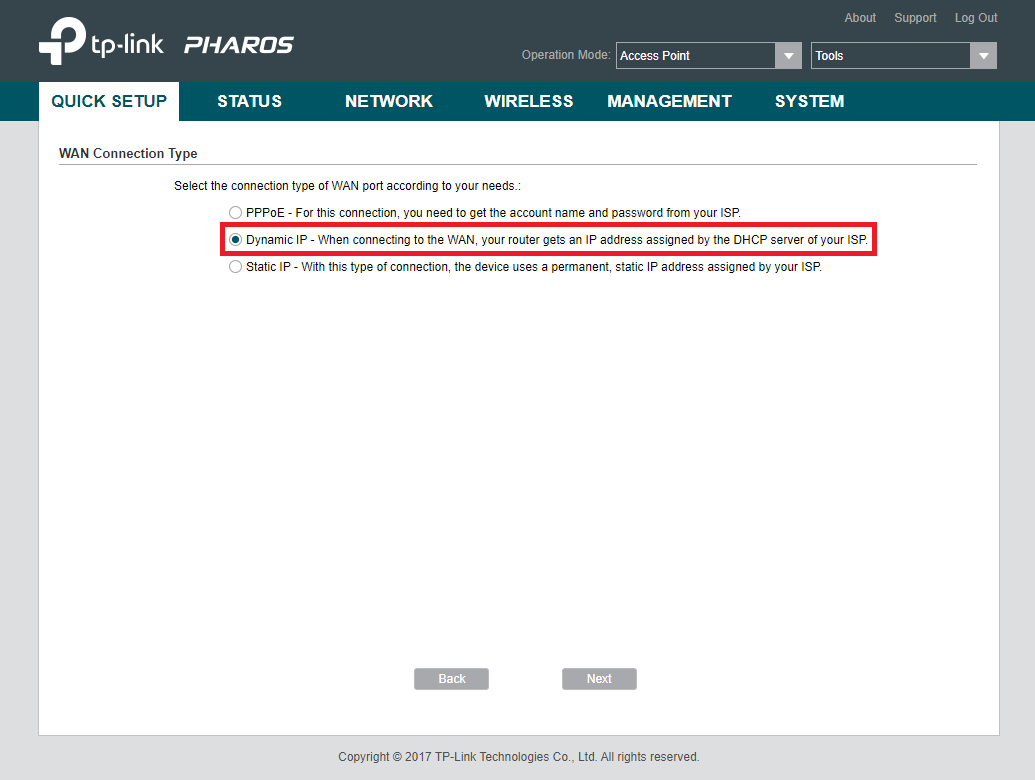 About Support Log Out
tp-link PHAROS
Operation Mode: Access Point Tools
QUICK SETUP STATUS NETWORK WIRELESS MANAGEMENT SYSTEM
WAN Connection Type
Select the connection type of WAN port according to your needs.:
PPPoE - For this connection, you need to get the account name and password from your ISP.
Dynamic IP - When connecting to the WAN, your router gets an IP address assigned by the DHCP server of your ISP.
Static IP - With this type of connection, the device uses a permanent, static IP address assigned by your ISP.
Back Next
Copyright © 2017 TP-Link Technologies Co., Ltd. All rights reserved.